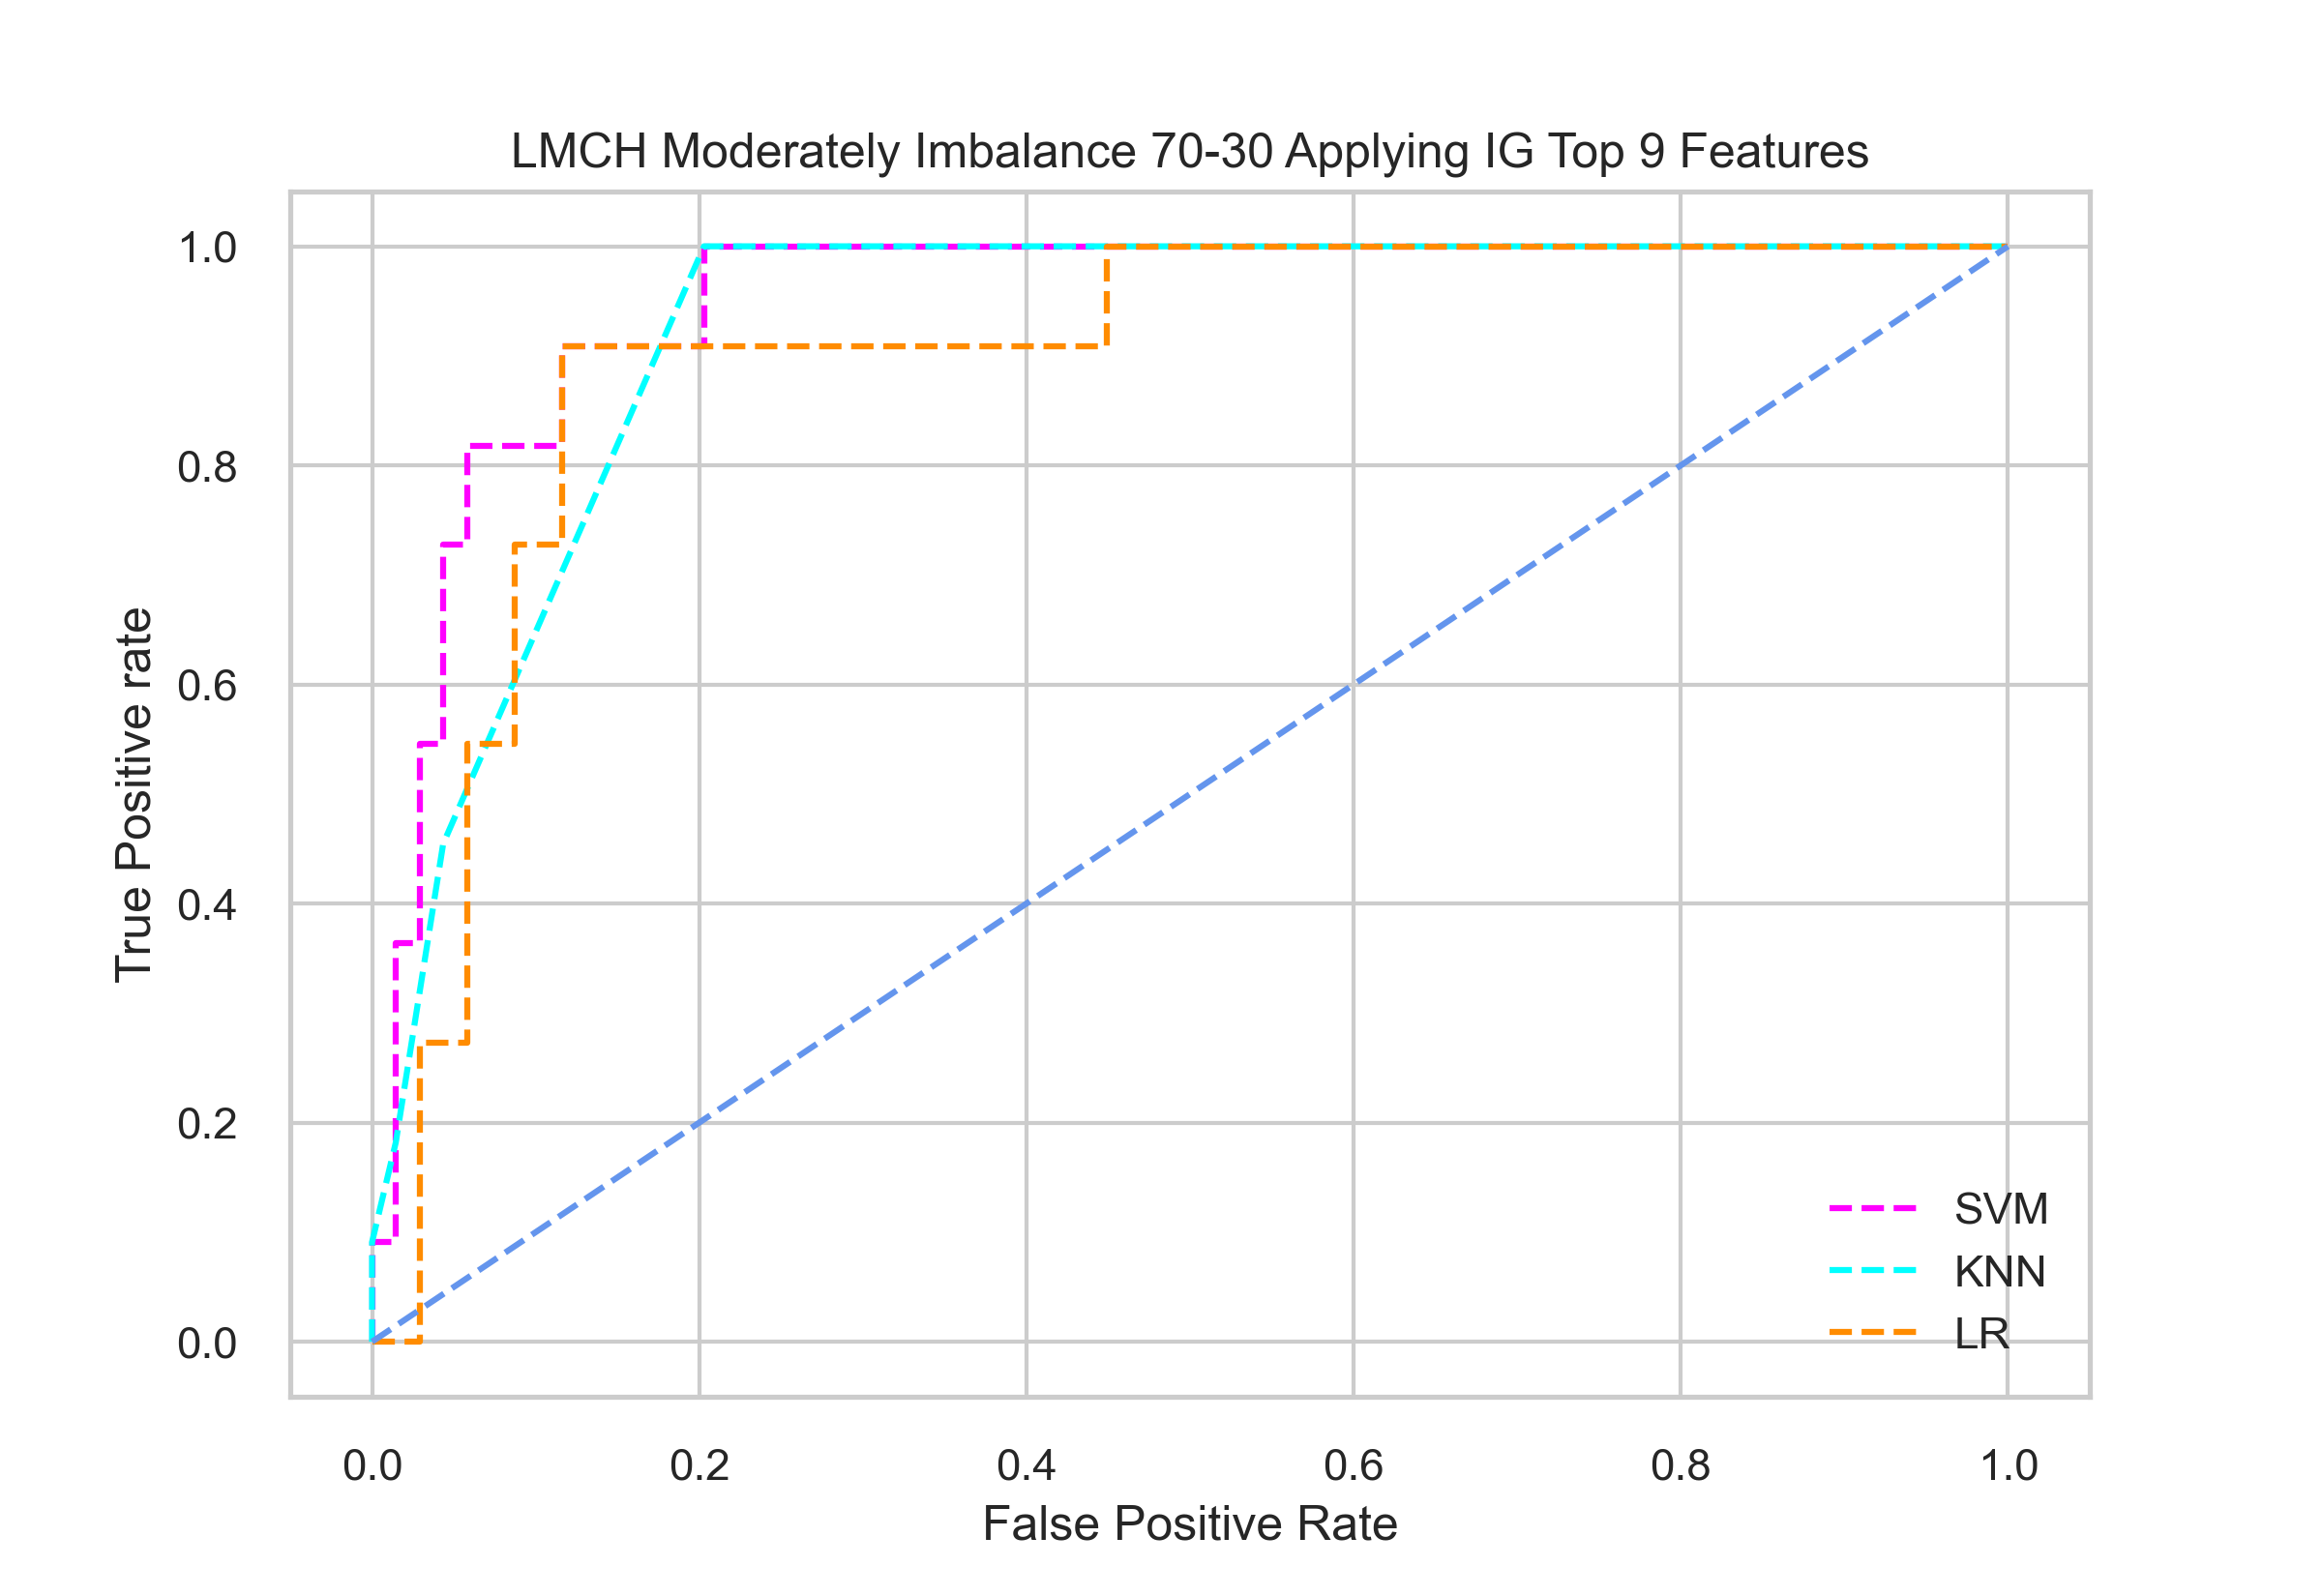 LMCH Moderately Imbalance 70-30 Applying IG Top 9 Features
1.0
0.8
0.6
0.4
0.2
0.0
True Positive rate
0.0 0.2 0.4 0.6 0.8 1.0
False Positive Rate
SVM
KNN
LR